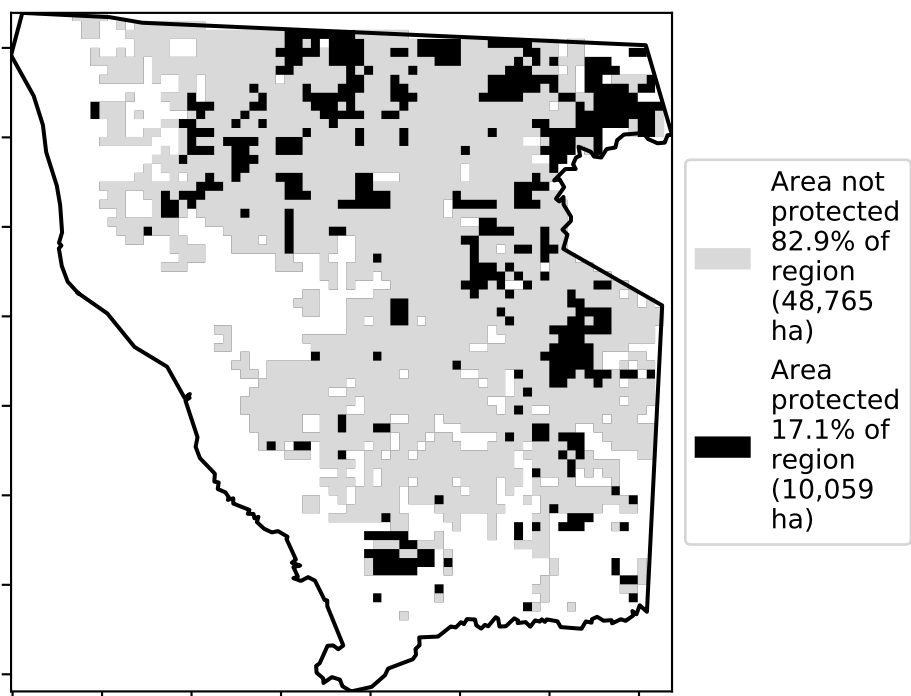 Area not
protected
82.9% of
region
(48,765
ha)
Area
protected
17.1% of
region
(10,059
ha)